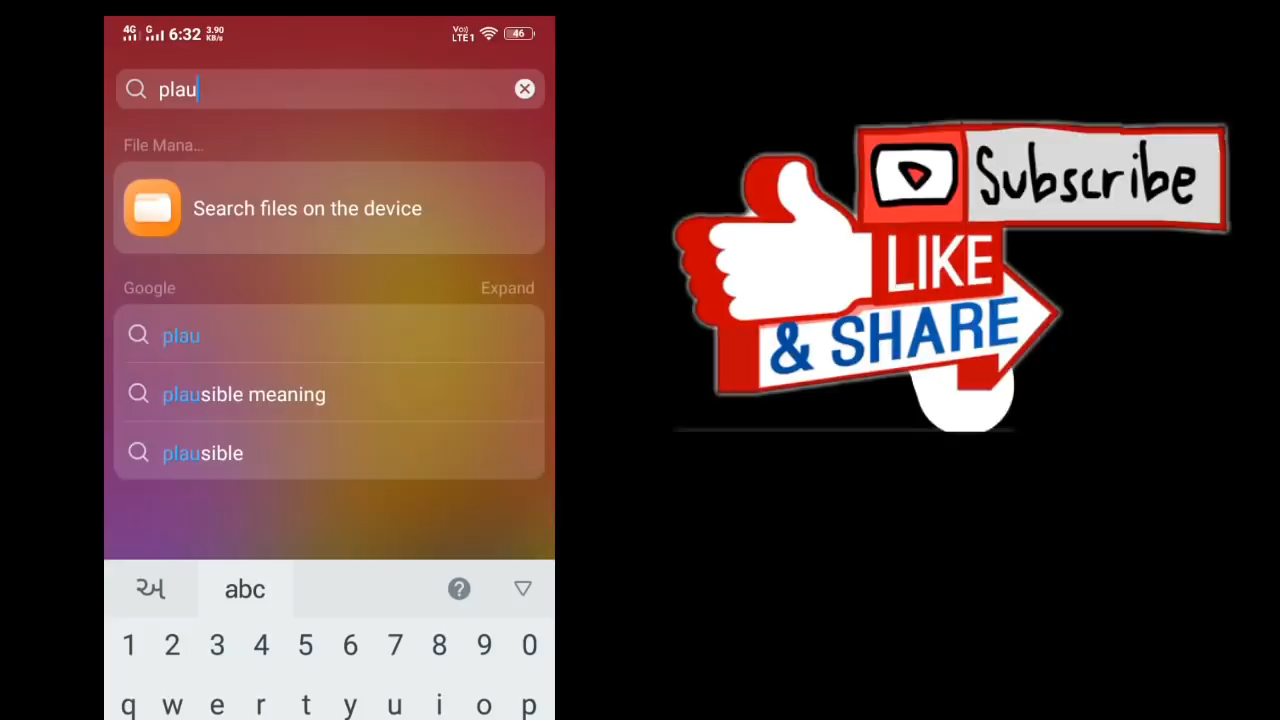 4G G 6:32 3.90 KB/s Vo) LTE1 46
plau
File Mana...
Search files on the device
Google Expand
plau
plausible meaning
plausible
અ abc ?
1 2 3 4 5 6 7 8 9 0
q w e r t y u i o p
Subscribe
LIKE
& SHARE